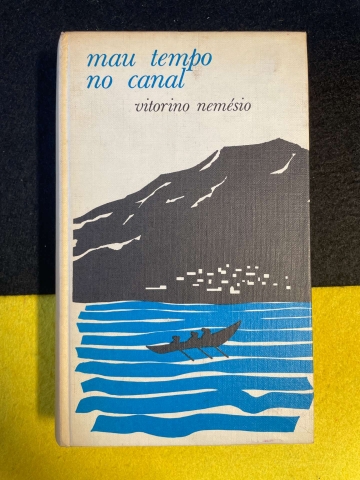 mau tempo
no canal
vitorino nemésio